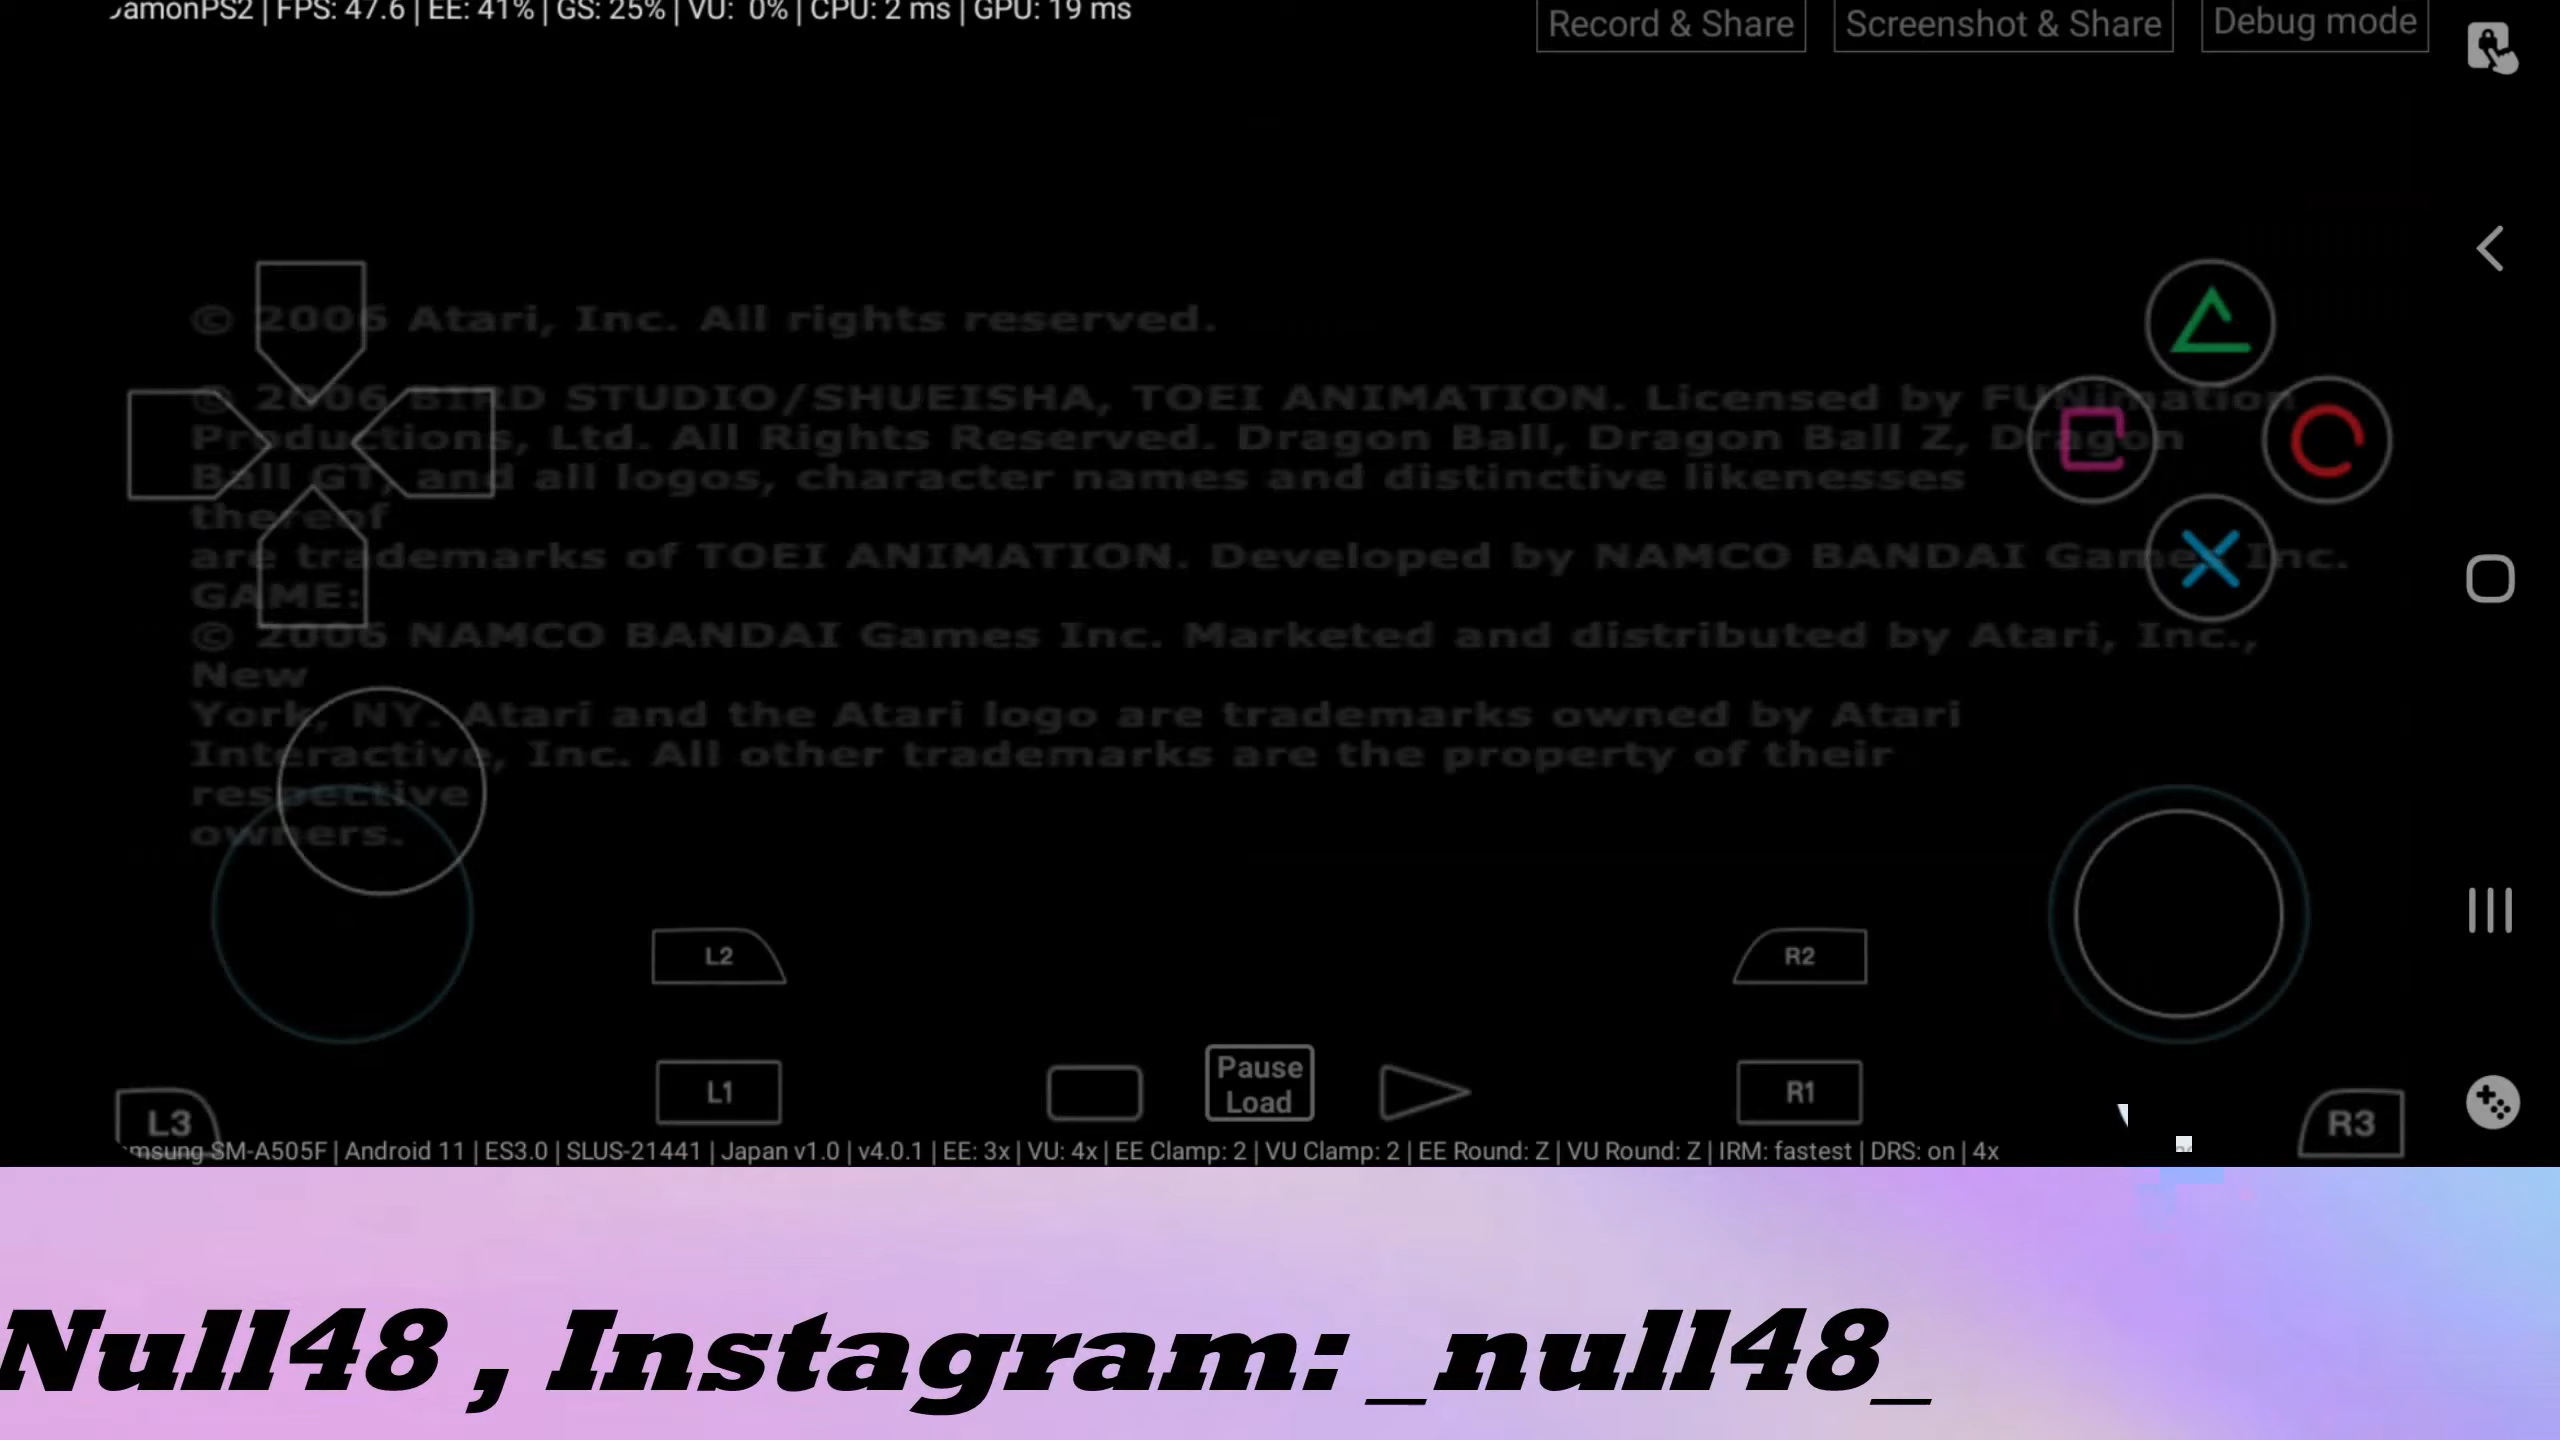 amonPS2 | FPS: 47.6 | EE: 41% | GS: 25% | VU: 0% | CPU: 2 ms | GPU: 19 ms
Record & Share
Screenshot & Share
Debug mode
© 2006 Atari, Inc. All rights reserved.
© 2006 BIRD STUDIO/SHUEISHA, TOEI ANIMATION. Licensed by FUNimation
Productions, Ltd. All Rights Reserved. Dragon Ball, Dragon Ball Z, Dragon
Ball GT, and all logos, character names and distinctive likenesses
thereof
are trademarks of TOEI ANIMATION. Developed by NAMCO BANDAI Games Inc.
GAME:
© 2006 NAMCO BANDAI Games Inc. Marketed and distributed by Atari, Inc.,
New
York, NY. Atari and the Atari logo are trademarks owned by Atari
Interactive, Inc. All other trademarks are the property of their
respective
owners.
L2
R2
Pause
Load
L1
R1
L3
R3
msung SM-A505F | Android 11 | ES3.0 | SLUS-21441 | Japan v1.0 | v4.0.1 | EE: 3x | VU: 4x | EE Clamp: 2 | VU Clamp: 2 | EE Round: Z | VU Round: Z | IRM: fastest | DRS: on | 4x
Null48 , Instagram: _null48_